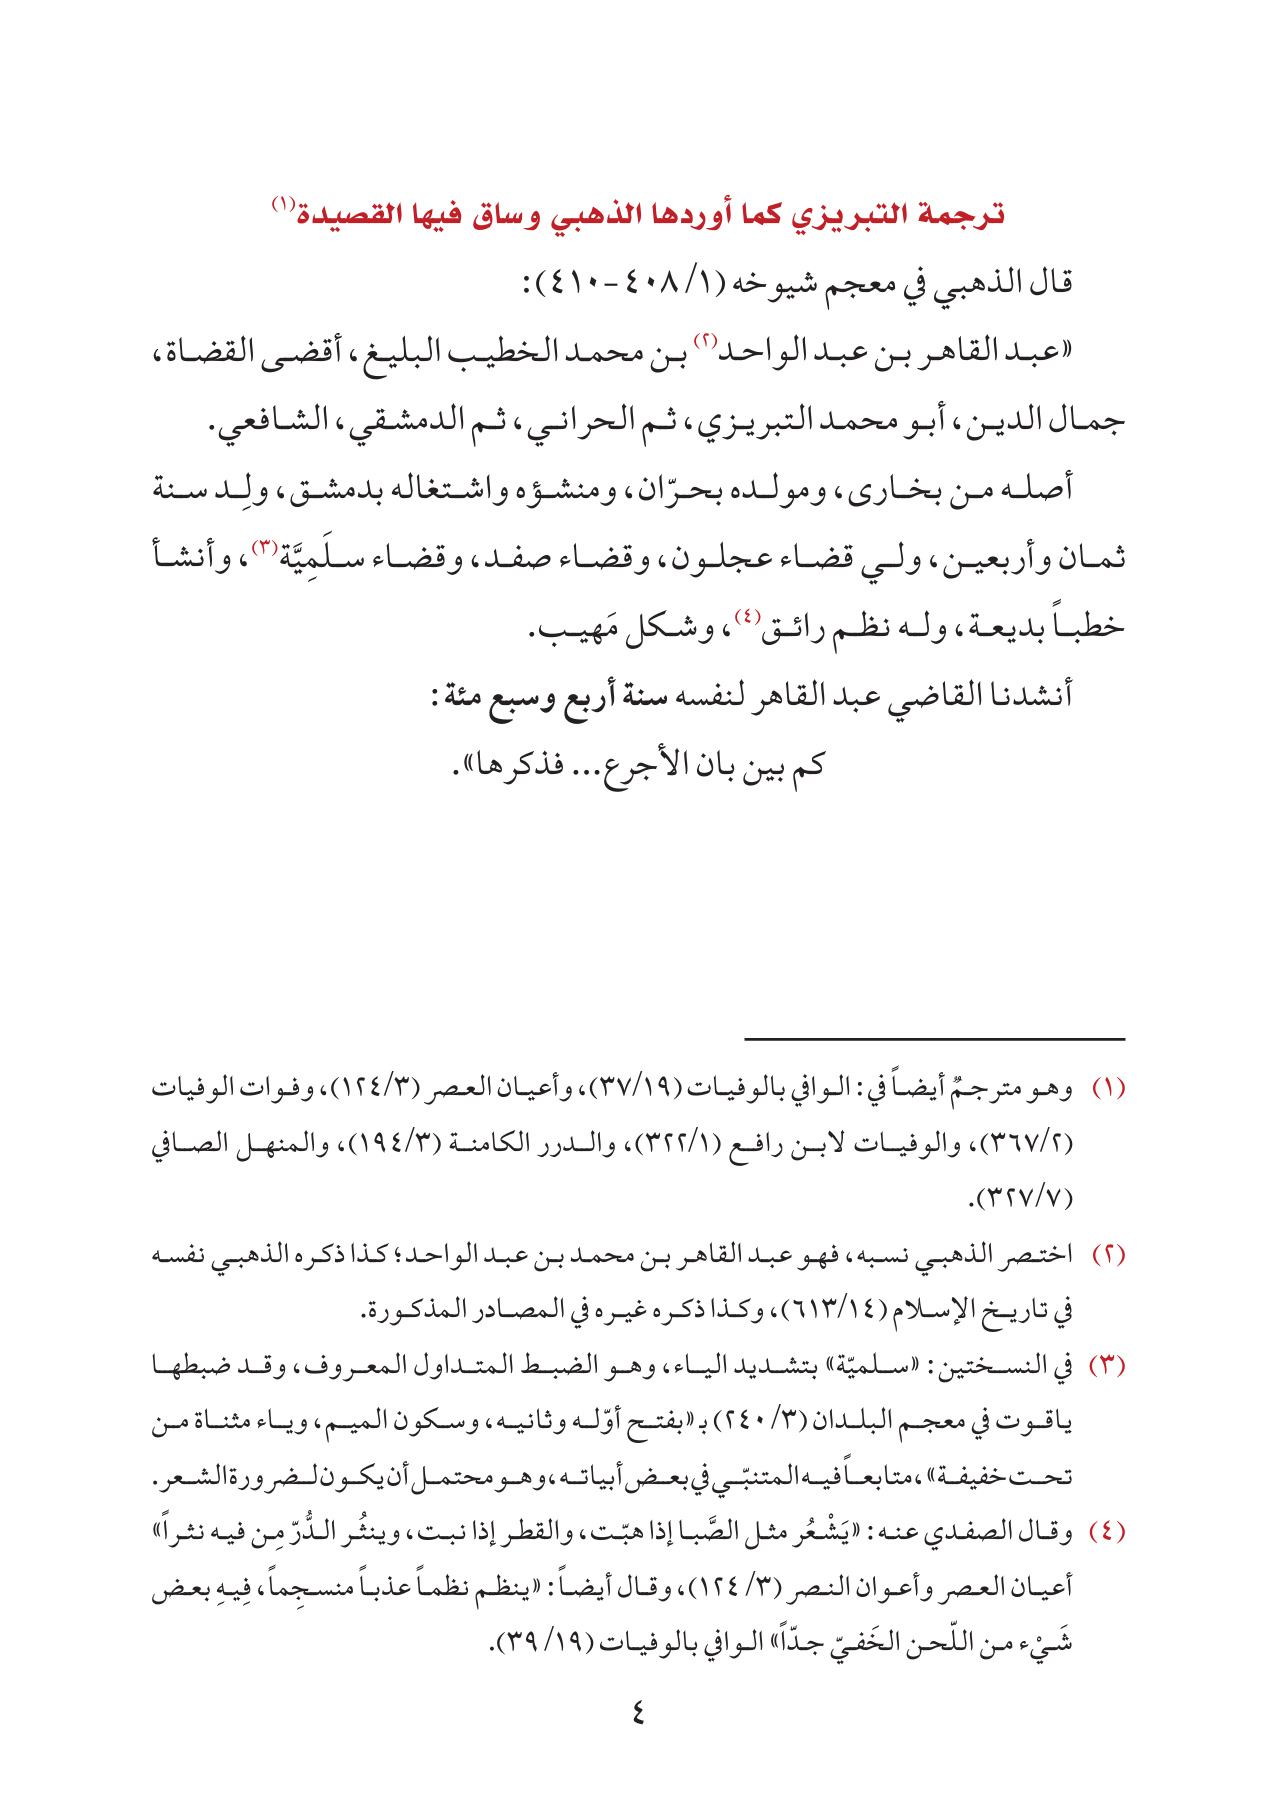 ترجمة التبريزي كما أوردها الذهبي وساق فيها القصيدة(١)
قال الذهبي في معجم شيوخه (١/ ٤٠٨ -٤١٠):
«عبد القاهر بن عبد الواحد(٢) بن محمد الخطيب البليغ، أقضى القضاة،
جمال الدين، أبو محمد التبريزي، ثم الحراني، ثم الدمشقي، الشافعي.
أصله من بخارى، ومولده بحرّان، ومنشؤه واشتغاله بدمشق، ولِد سنة
ثمان وأربعين، ولي قضاء عجلون، وقضاء صفد، وقضاء سلَمِيَّة(٣)، وأنشأ
خطباً بديعة، وله نظم رائق(٤)، وشكل مَهيب.
أنشدنا القاضي عبد القاهر لنفسه سنة أربع وسبع مئة:
كم بين بان الأجرع... فذكرها».
(١) وهو مترجمٌ أيضاً في: الوافي بالوفيات (٣٧/١٩)، وأعيان العصر (١٢٤/٣)، وفوات الوفيات
(٣٦٧/٢)، والوفيات لابن رافع (٣٢٢/١)، والدرر الكامنة (١٩٤/٣)، والمنهل الصافي
(٣٢٧/٧).
(٢) اختصر الذهبي نسبه، فهو عبد القاهر بن محمد بن عبد الواحد؛ كذا ذكره الذهبي نفسه
في تاريخ الإسلام (٦١٣/١٤)، وكذا ذكره غيره في المصادر المذكورة.
(٣) في النسختين: «سلميّة» بتشديد الياء، وهو الضبط المتداول المعروف، وقد ضبطها
ياقوت في معجم البلدان (٢٤٠/٣) بـ «بفتح أوّله وثانيه، وسكون الميم، وياء مثناة من
تحت خفيفة»، متابعاً فيه المتنبّي في بعض أبياته، وهو محتمل أن يكون لضرورة الشعر.
(٤) وقال الصفدي عنه: «يَشْعُر مثل الصَّبا إذا هبّت، والقطر إذا نبت، وينثُر الدُّرّ مِن فيه نثراً»
أعيان العصر وأعوان النصر (٣/ ١٢٤)، وقال أيضاً: «ينظم نظماً عذباً منسجِماً، فِيهِ بعض
شَيْء من اللّحن الخَفيّ جدّاً» الوافي بالوفيات (١٩/ ٣٩).
٤